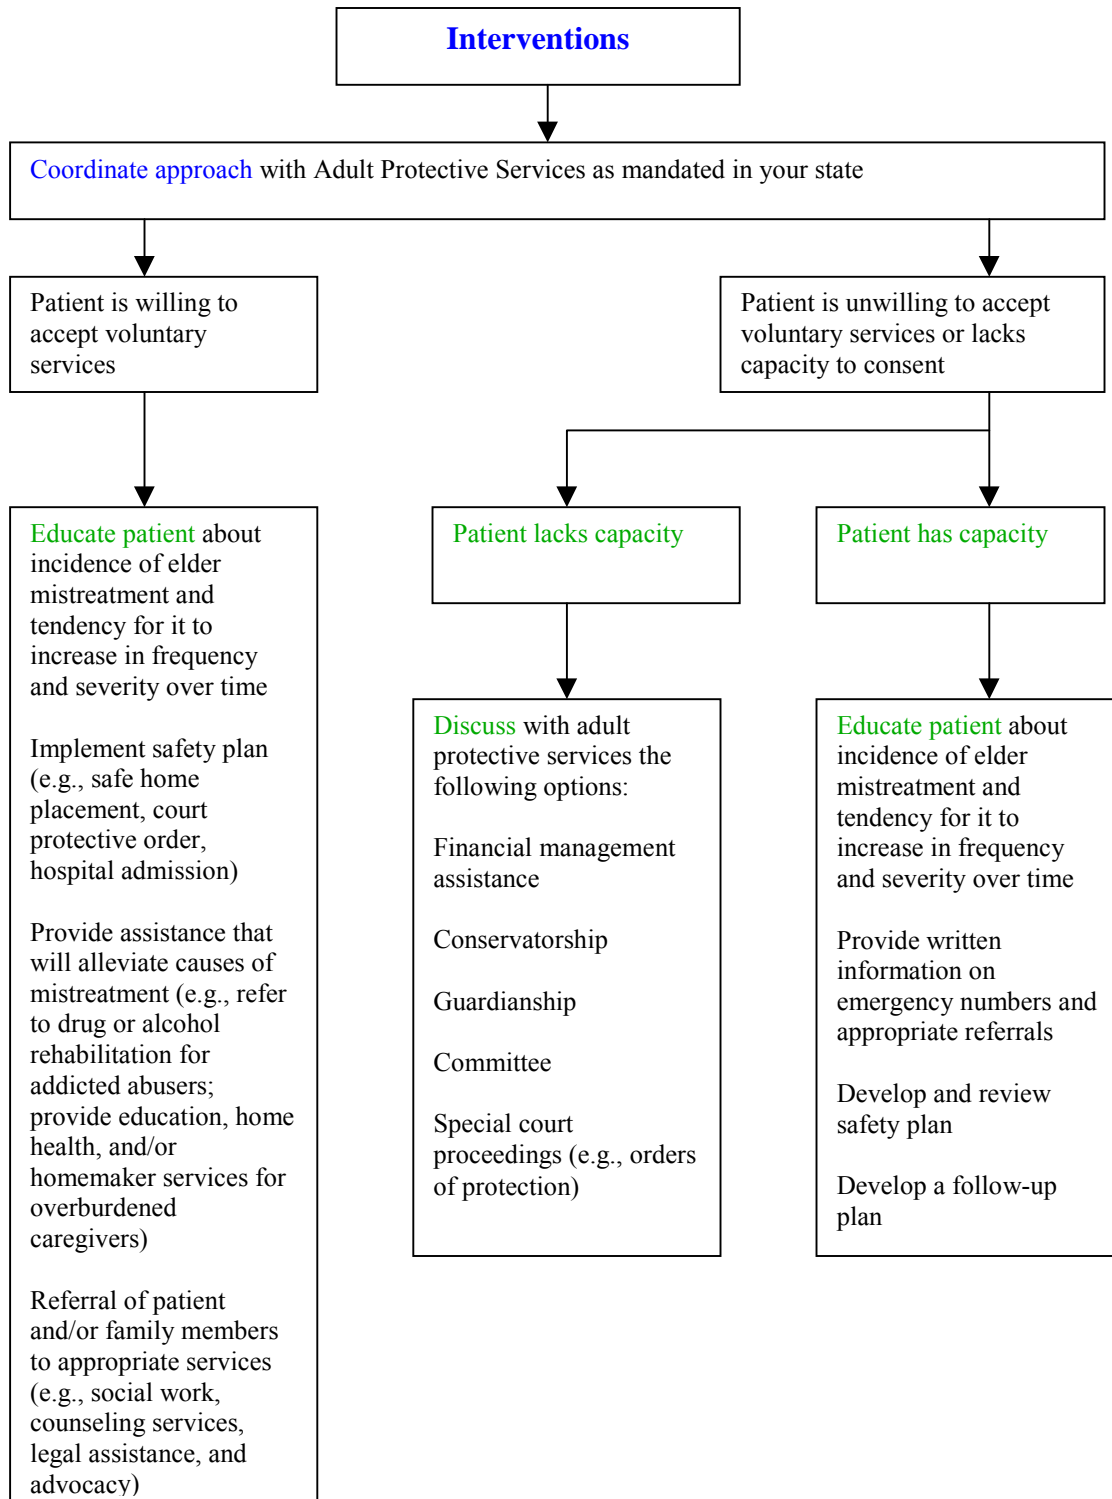 Interventions
Coordinate approach with Adult Protective Services as mandated in your state
Patient is willing to
accept voluntary
services
Patient is unwilling to accept
voluntary services or lacks
capacity to consent
Educate patient about
incidence of elder
mistreatment and
tendency for it to
increase in frequency
and severity over time
Implement safety plan
(e.g., safe home
placement, court
protective order,
hospital admission)
Provide assistance that
will alleviate causes of
mistreatment (e.g., refer
to drug or alcohol
rehabilitation for
addicted abusers;
provide education, home
health, and/or
homemaker services for
overburdened
caregivers)
Referral of patient
and/or family members
to appropriate services
(e.g., social work,
counseling services,
legal assistance, and
advocacy)
Patient lacks capacity
Discuss with adult
protective services the
following options:
Financial management
assistance
Conservatorship
Guardianship
Committee
Special court
proceedings (e.g., orders
of protection)
Patient has capacity
Educate patient about
incidence of elder
mistreatment and
tendency for it to
increase in frequency
and severity over time
Provide written
information on
emergency numbers and
appropriate referrals
Develop and review
safety plan
Develop a follow-up
plan